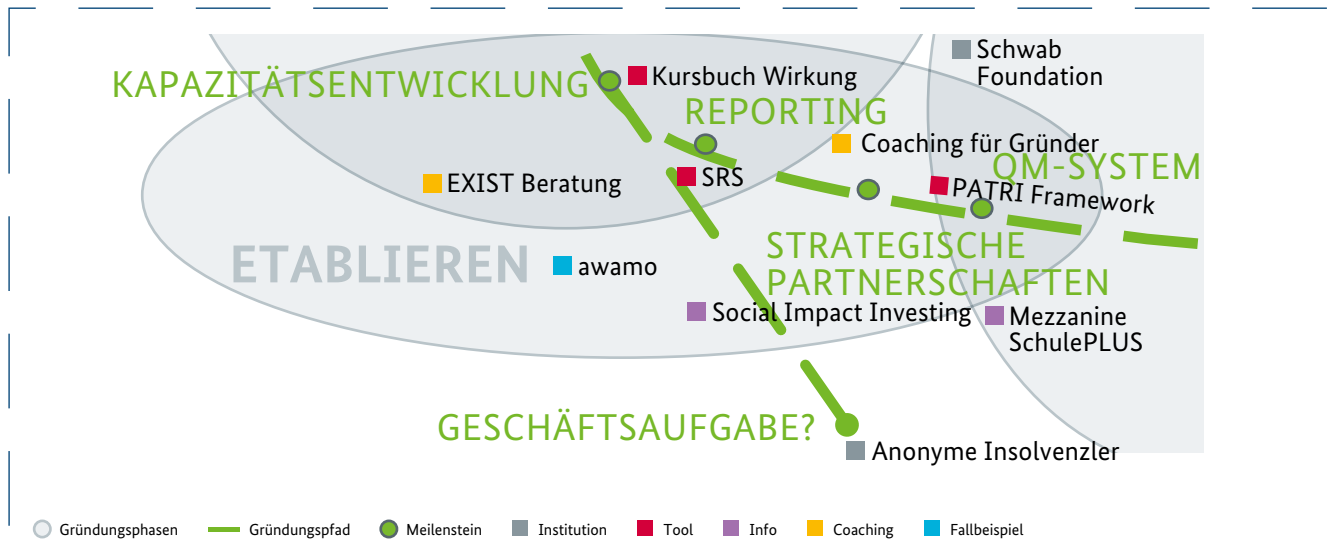 Schwab
Foundation
KAPAZITÄTSENTWICKLUNG
Kursbuch Wirkung
REPORTING
Coaching für Gründer
QM-SYSTEM
EXIST Beratung
SRS
PATRI Framework
ETABLIEREN
awamo
STRATEGISCHE
PARTNERSCHAFTEN
Social Impact Investing
Mezzanine
SchulePLUS
GESCHÄFTSAUFGABE?
Anonyme Insolvenzler
Gründungsphasen
Gründungspfad
Meilenstein
Institution
Tool
Info
Coaching
Fallbeispiel